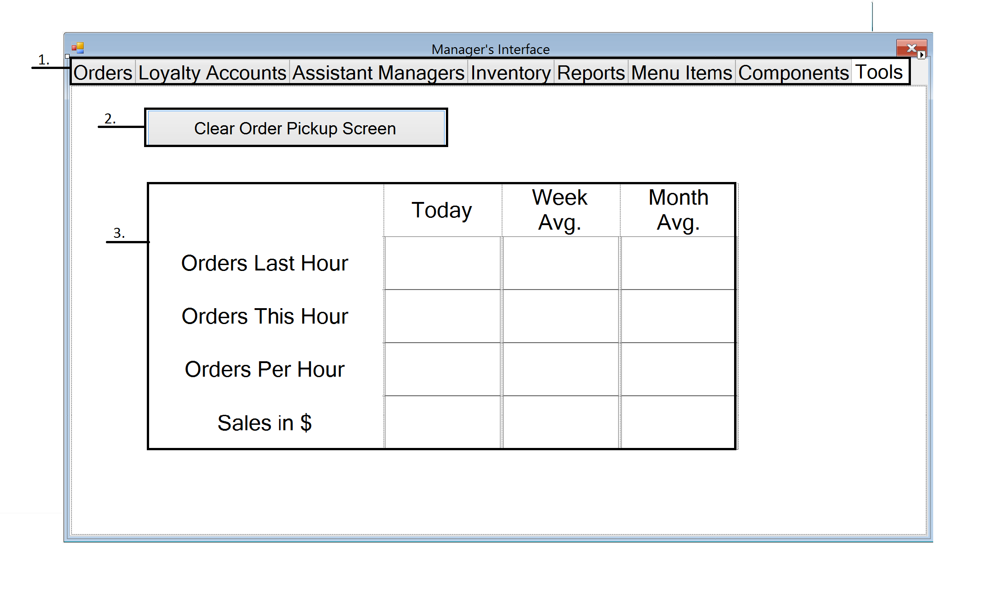 Manager's Interface
1.
Orders Loyalty Accounts Assistant Managers Inventory Reports Menu Items Components Tools
2.
Clear Order Pickup Screen
Today
Week
Avg.
Month
Avg.
3.
Orders Last Hour
Orders This Hour
Orders Per Hour
Sales in $